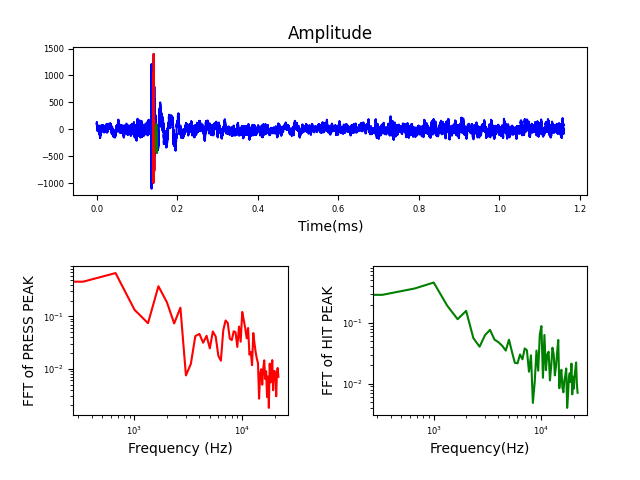 Amplitude
1500
1000
500
0
−500
−1000
0.0 0.2 0.4 0.6 0.8 1.0 1.2
Time(ms)
FFT of PRESS PEAK
10⁻¹
10⁻²
10³ 10⁴
Frequency (Hz)
FFT of HIT PEAK
10⁻¹
10⁻²
10³ 10⁴
Frequency(Hz)